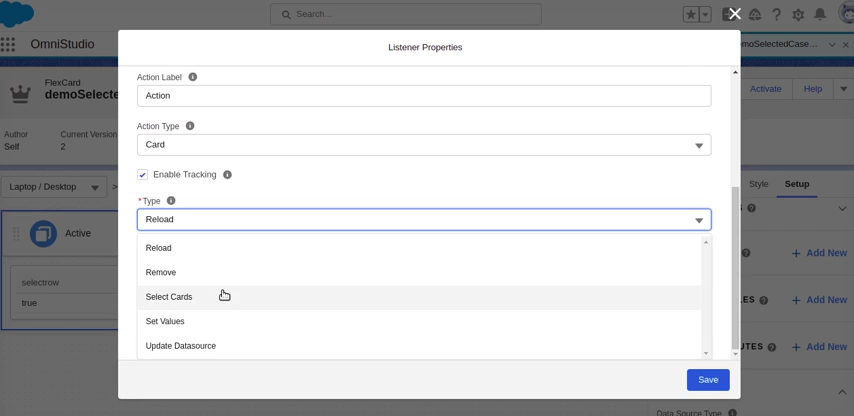 Search...
OmniStudio
moSelectedCase...
Listener Properties
FlexCard
demoSelecte
Activate
Help
Author
Current Version
Self
2
Action Label
Action
Action Type
Card
Enable Tracking
Laptop / Desktop
>
Style
Setup
*Type
Reload
Active
S
Reload
Add New
Remove
selectrow
Select Cards
true
LES
Add New
Set Values
Update Datasource
UTES
Add New
Save
Data Source Type